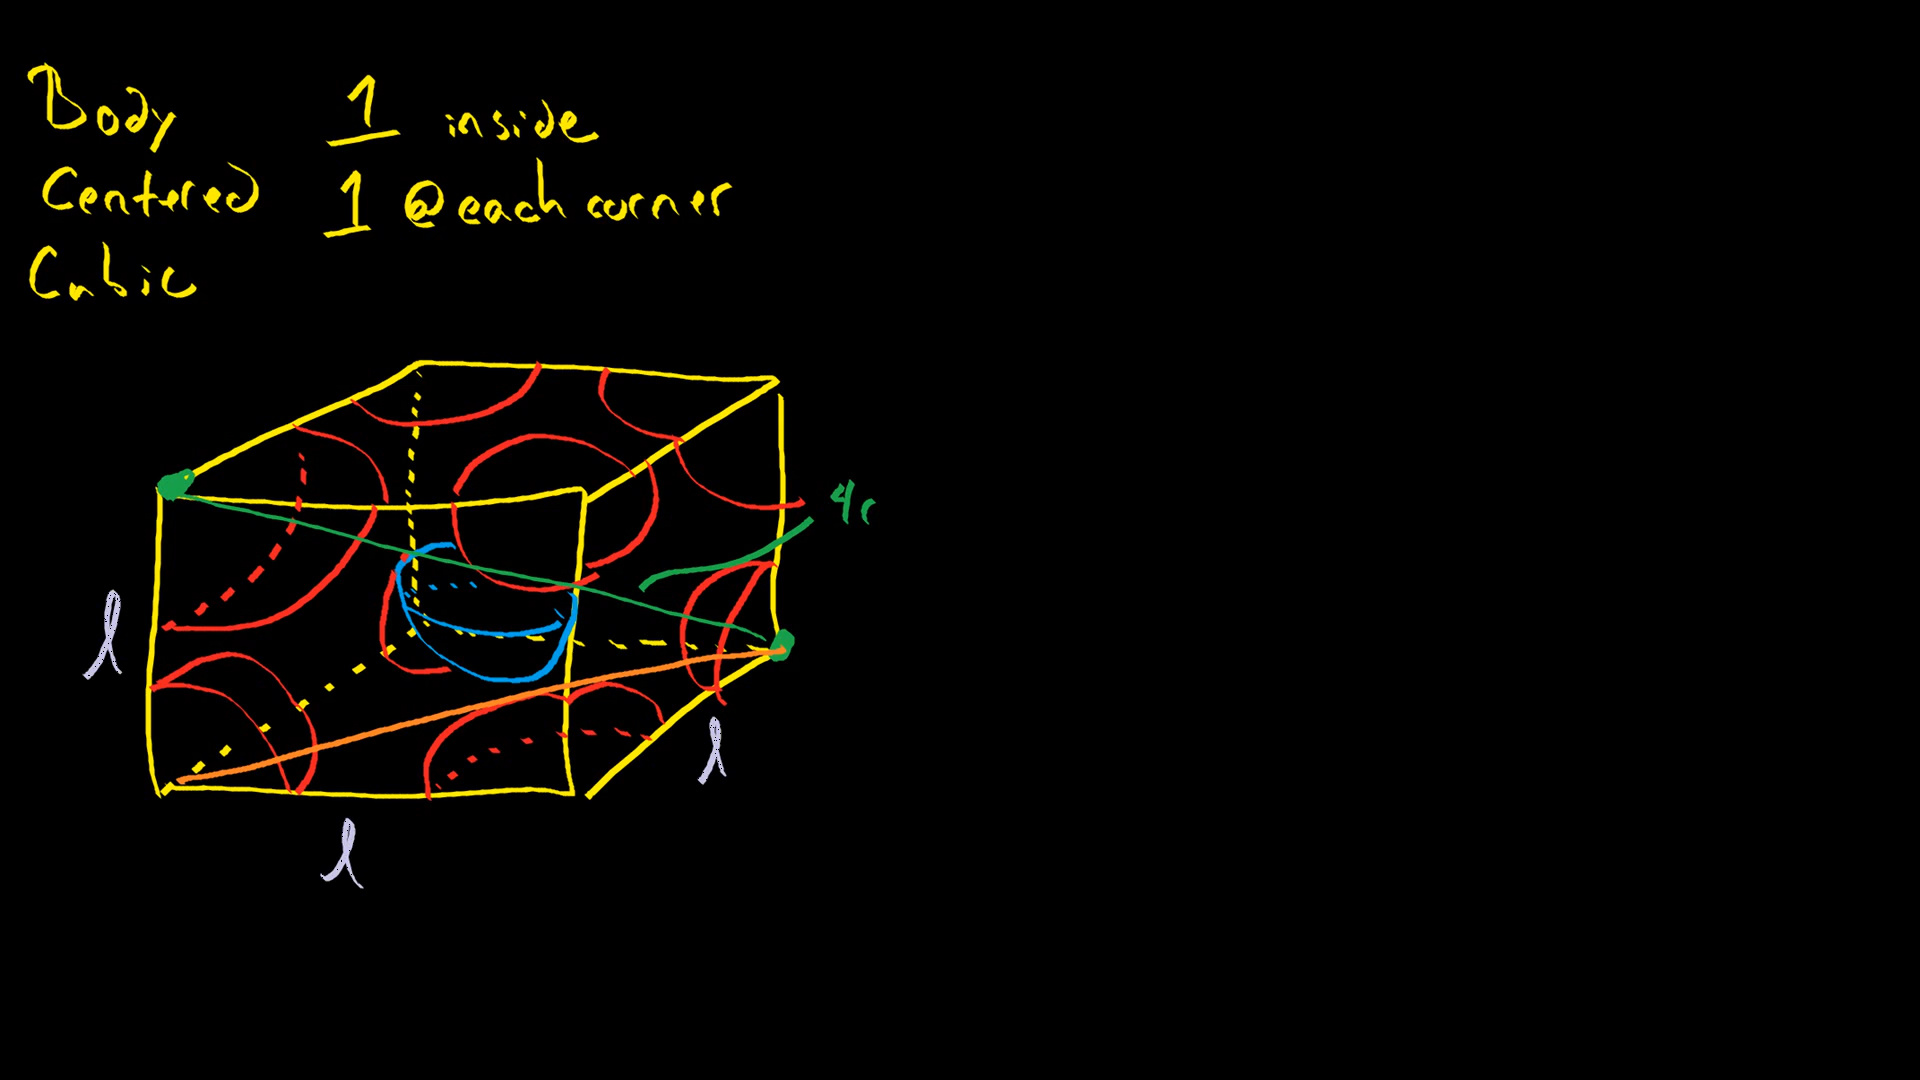 Body 1 inside
Centered 1 @ each corner
Cubic
4r
l
l
l